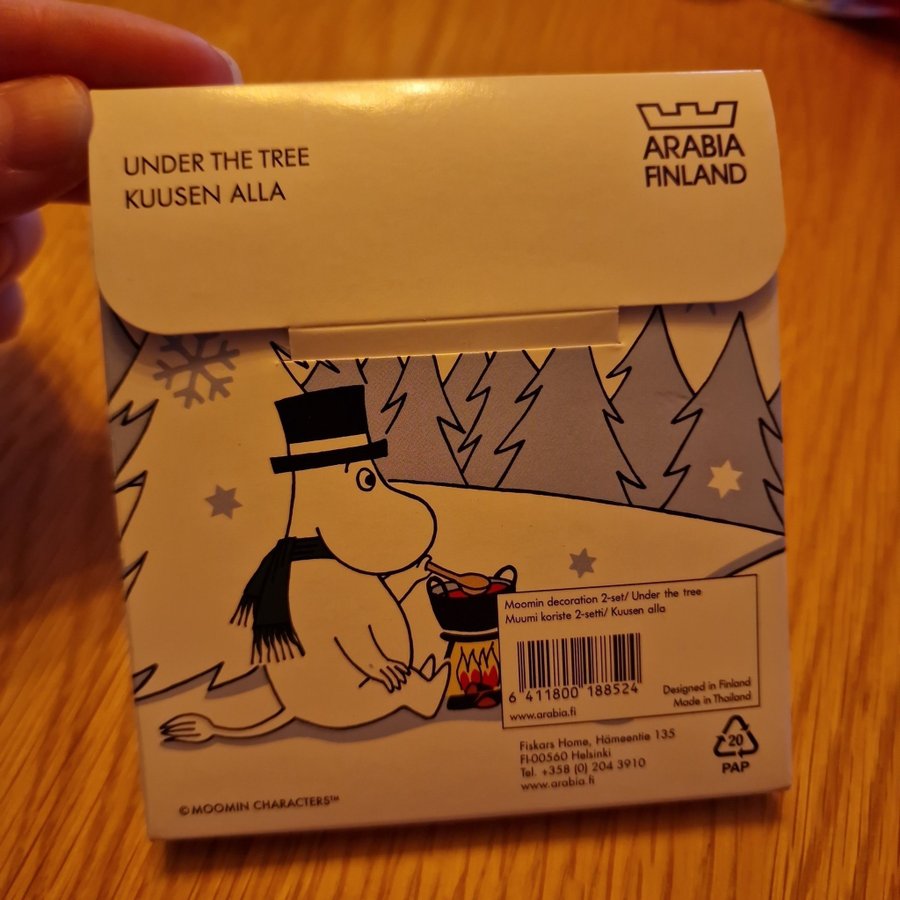 UNDER THE TREE
KUUSEN ALLA
ARABIA
FINLAND
Moomin decoration 2-set/ Under the tree
Muumi koriste 2-setti/ Kuusen alla
6 411800 188524
www.arabia.fi
Designed in Finland
Made in Thailand
Fiskars Home, Hämeentie 135
FI-00560 Helsinki
Tel. +358 (0) 204 3910
www.arabia.fi
20
PAP
© MOOMIN CHARACTERS™